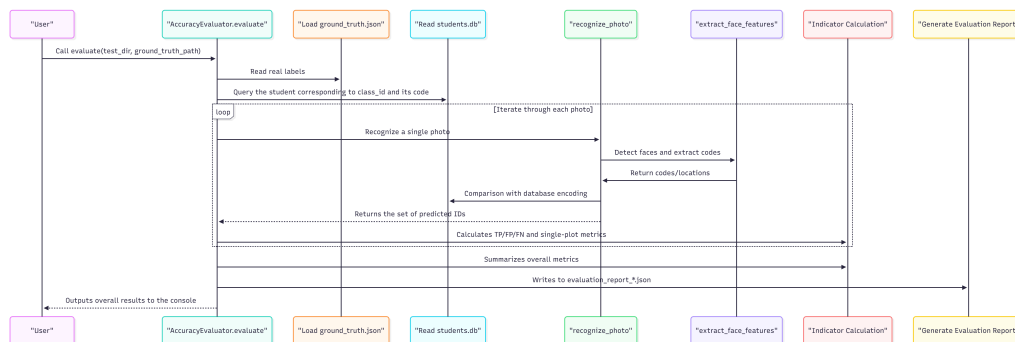 "User"
"AccuracyEvaluator.evaluate"
"Load ground_truth.json"
"Read students.db"
"recognize_photo"
"extract_face_features"
"Indicator Calculation"
"Generate Evaluation Report
Call evaluate(test_dir, ground_truth_path)
Read real labels
Query the student corresponding to class_id and its code
loop
[Iterate through each photo]
Recognize a single photo
Detect faces and extract codes
Return codes/locations
Comparison with database encoding
Returns the set of predicted IDs
Calculates TP/FP/FN and single-plot metrics
Summarizes overall metrics
Writes to evaluation_report_*.json
Outputs overall results to the console
"User"
"AccuracyEvaluator.evaluate"
"Load ground_truth.json"
"Read students.db"
"recognize_photo"
"extract_face_features"
"Indicator Calculation"
"Generate Evaluation Report